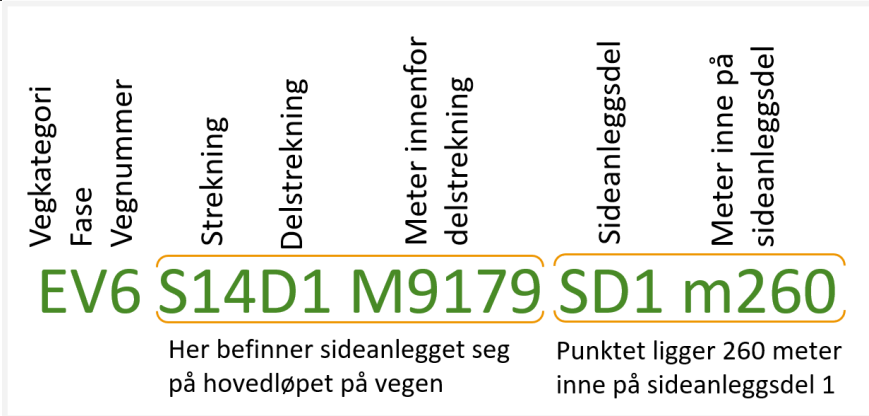 Vegkategori
Fase
Vegnummer
Strekning
Delstrekning
Meter innenfor
delstrekning
Sideanleggsdel
Meter inne på
sideanleggsdel
EV6 S14D1 M9179 SD1 m260
Her befinner sideanlegget seg
på hovedløpet på vegen
Punktet ligger 260 meter
inne på sideanleggsdel 1